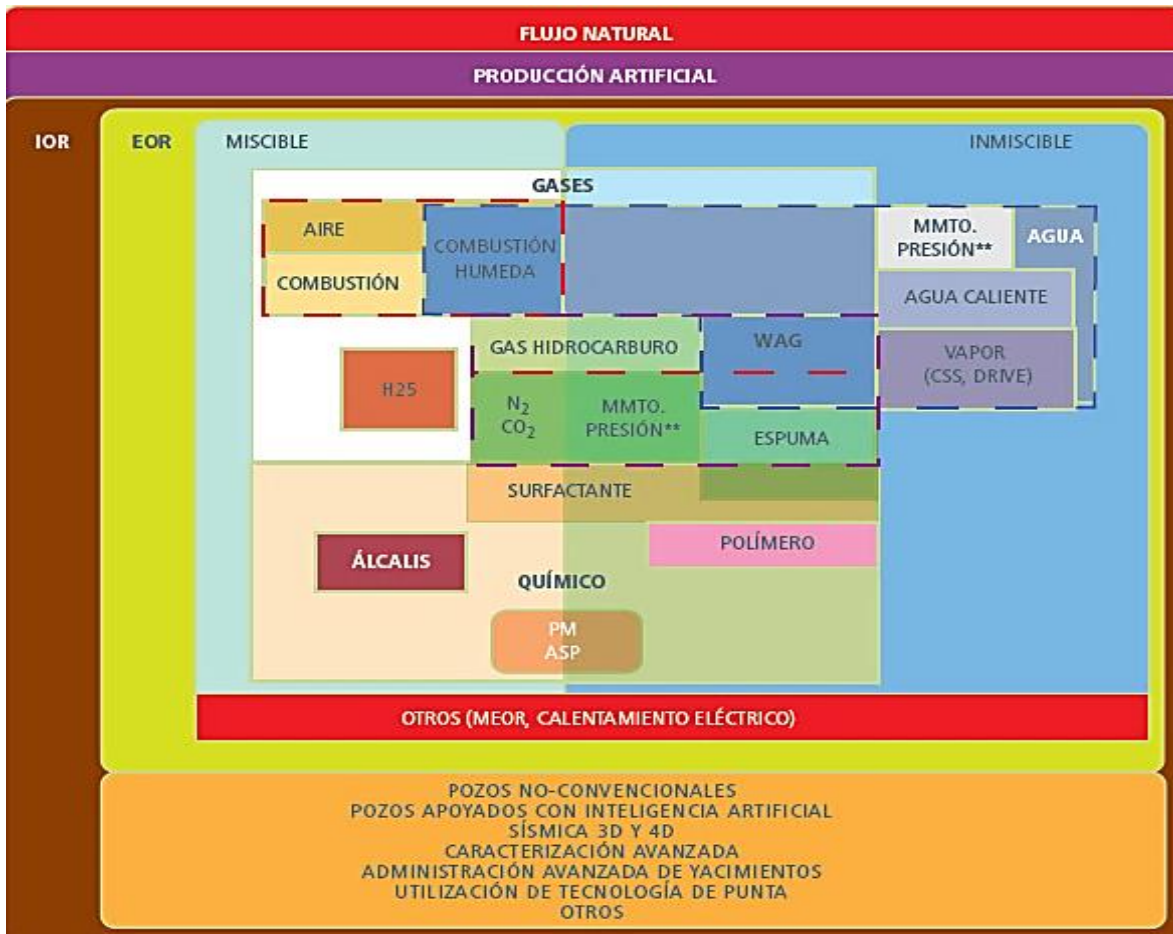 FLUJO NATURAL
PRODUCCIÓN ARTIFICIAL
IOR
EOR
MISCIBLE
INMISCIBLE
GASES
AIRE
COMBUSTIÓN
COMBUSTIÓN
HUMEDA
MMTO.
PRESIÓN**
AGUA
AGUA CALIENTE
VAPOR
(CSS, DRIVE)
GAS HIDROCARBURO
WAG
H25
N2
CO2
MMTO.
PRESIÓN**
ESPUMA
SURFACTANTE
POLÍMERO
ÁLCALIS
QUÍMICO
PM
ASP
OTROS (MEOR, CALENTAMIENTO ELÉCTRICO)
POZOS NO-CONVENCIONALES
POZOS APOYADOS CON INTELIGENCIA ARTIFICIAL
SÍSMICA 3D Y 4D
CARACTERIZACIÓN AVANZADA
ADMINISTRACIÓN AVANZADA DE YACIMIENTOS
UTILIZACIÓN DE TECNOLOGÍA DE PUNTA
OTROS